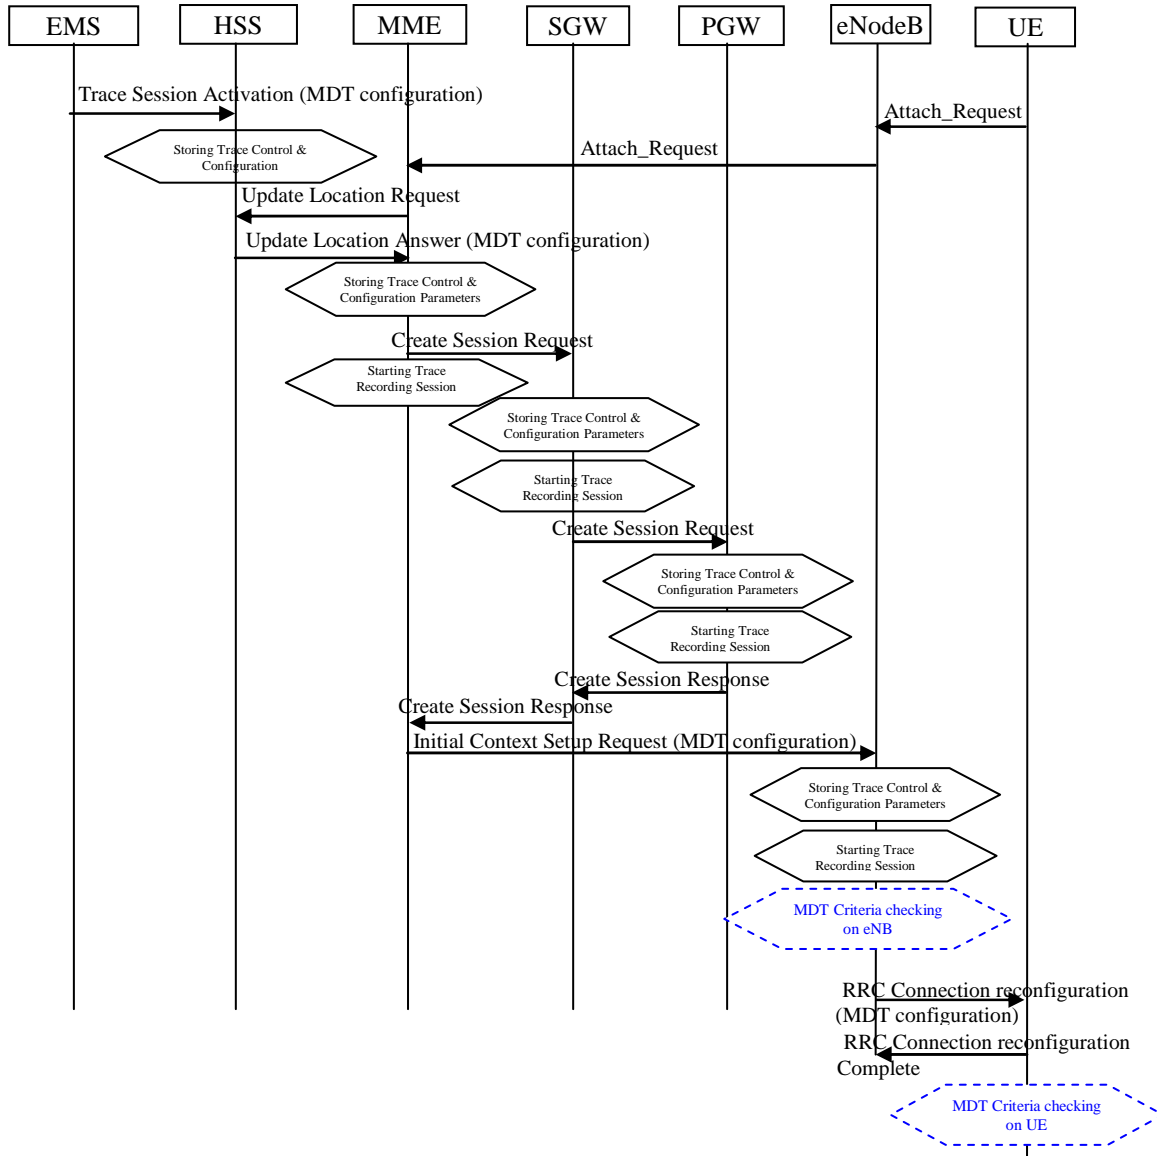 EMS
HSS
MME
SGW
PGW
eNodeB
UE
Trace Session Activation (MDT configuration)
Attach_Request
Storing Trace Control &
Configuration
Attach_Request
Update Location Request
Update Location Answer (MDT configuration)
Storing Trace Control &
Configuration Parameters
Create Session Request
Starting Trace
Recording Session
Storing Trace Control &
Configuration Parameters
Starting Trace
Recording Session
Create Session Request
Storing Trace Control &
Configuration Parameters
Starting Trace
Recording Session
Create Session Response
Create Session Response
Initial Context Setup Request (MDT configuration)
Storing Trace Control &
Configuration Parameters
Starting Trace
Recording Session
MDT Criteria checking
on eNB
RRC Connection reconfiguration
(MDT configuration)
RRC Connection reconfiguration
Complete
MDT Criteria checking
on UE